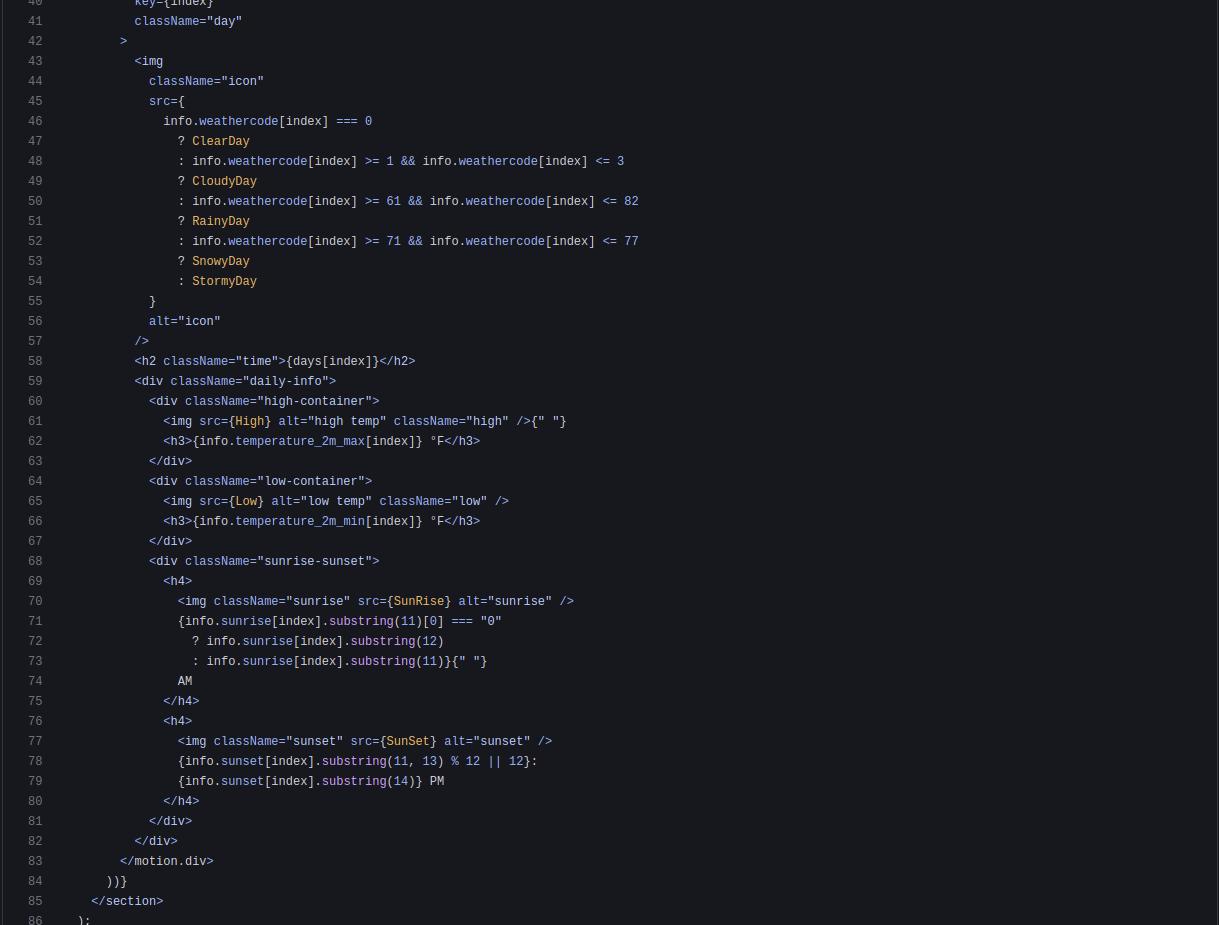 40 key={index}
41 className="day"
42 >
43 <img
44 className="icon"
45 src={
46 info.weathercode[index] === 0
47 ? ClearDay
48 : info.weathercode[index] >= 1 && info.weathercode[index] <= 3
49 ? CloudyDay
50 : info.weathercode[index] >= 61 && info.weathercode[index] <= 82
51 ? RainyDay
52 : info.weathercode[index] >= 71 && info.weathercode[index] <= 77
53 ? SnowyDay
54 : StormyDay
55 }
56 alt="icon"
57 />
58 <h2 className="time">{days[index]}</h2>
59 <div className="daily-info">
60 <div className="high-container">
61 <img src={High} alt="high temp" className="high" />{" "}
62 <h3>{info.temperature_2m_max[index]} °F</h3>
63 </div>
64 <div className="low-container">
65 <img src={Low} alt="low temp" className="low" />
66 <h3>{info.temperature_2m_min[index]} °F</h3>
67 </div>
68 <div className="sunrise-sunset">
69 <h4>
70 <img className="sunrise" src={SunRise} alt="sunrise" />
71 {info.sunrise[index].substring(11)[0] === "0"
72 ? info.sunrise[index].substring(12)
73 : info.sunrise[index].substring(11)}{" "}
74 AM
75 </h4>
76 <h4>
77 <img className="sunset" src={SunSet} alt="sunset" />
78 {info.sunset[index].substring(11, 13) % 12 || 12}:
79 {info.sunset[index].substring(14)} PM
80 </h4>
81 </div>
82 </div>
83 </motion.div>
84 ))}
85 </section>
86 );